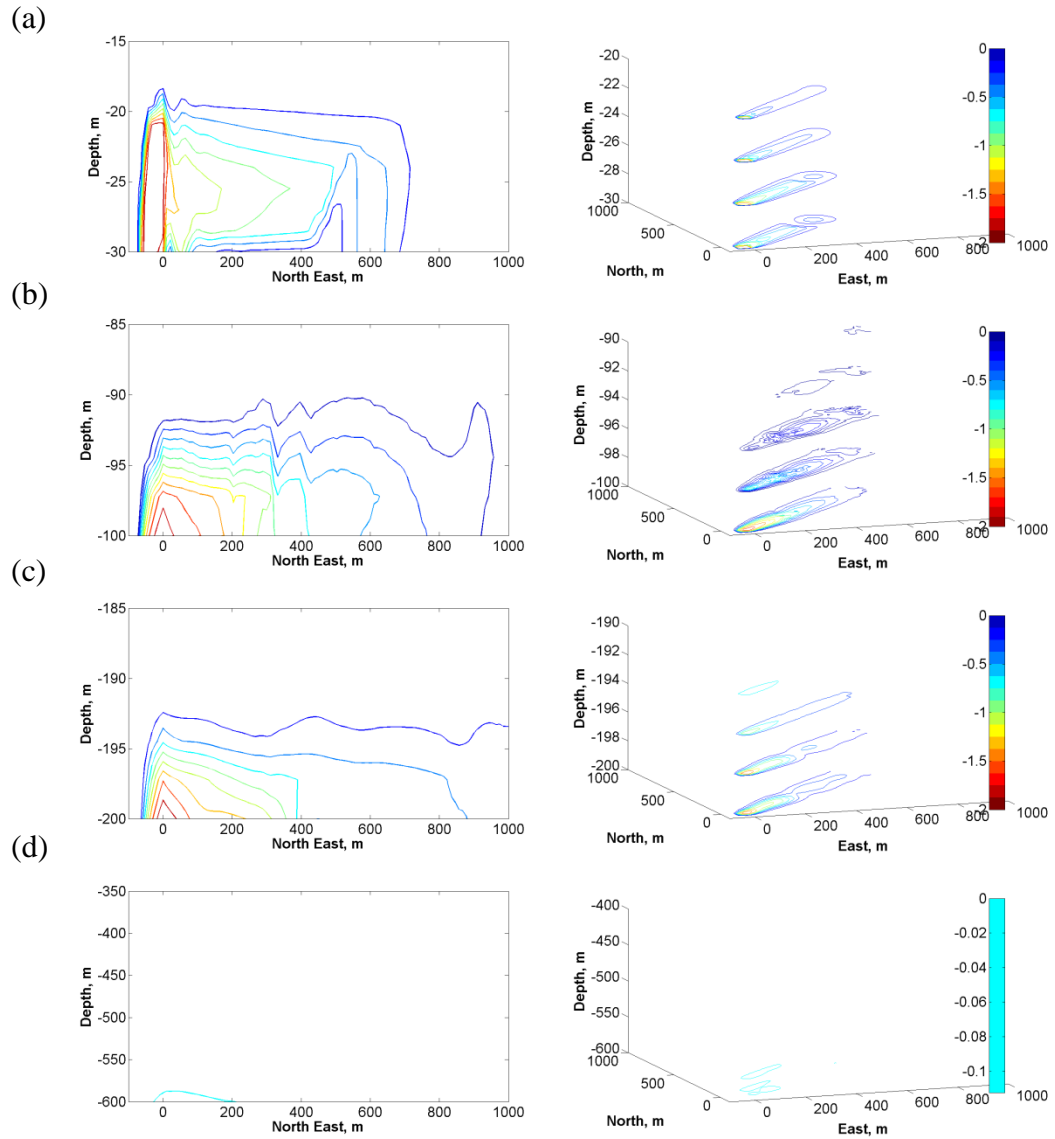 (a)
-15
-20
-25
-30
Depth, m
0 200 400 600 800 1000
North East, m
-20
-22
-24
-26
-28
-30
Depth, m
1000
500
0
North, m
0 200 400 600 800 1000
East, m
0
-0.5
-1
-1.5
-2
(b)
-85
-90
-95
-100
Depth, m
0 200 400 600 800 1000
North East, m
-90
-92
-94
-96
-98
-100
Depth, m
1000
500
0
North, m
0 200 400 600 800 1000
East, m
0
-0.5
-1
-1.5
-2
(c)
-185
-190
-195
-200
Depth, m
0 200 400 600 800 1000
North East, m
-190
-192
-194
-196
-198
-200
Depth, m
1000
500
0
North, m
0 200 400 600 800 1000
East, m
0
-0.5
-1
-1.5
-2
(d)
-350
-400
-450
-500
-550
-600
Depth, m
0 200 400 600 800 1000
North East, m
-400
-450
-500
-550
-600
Depth, m
1000
500
0
North, m
0 200 400 600 800 1000
East, m
0
-0.02
-0.04
-0.06
-0.08
-0.1